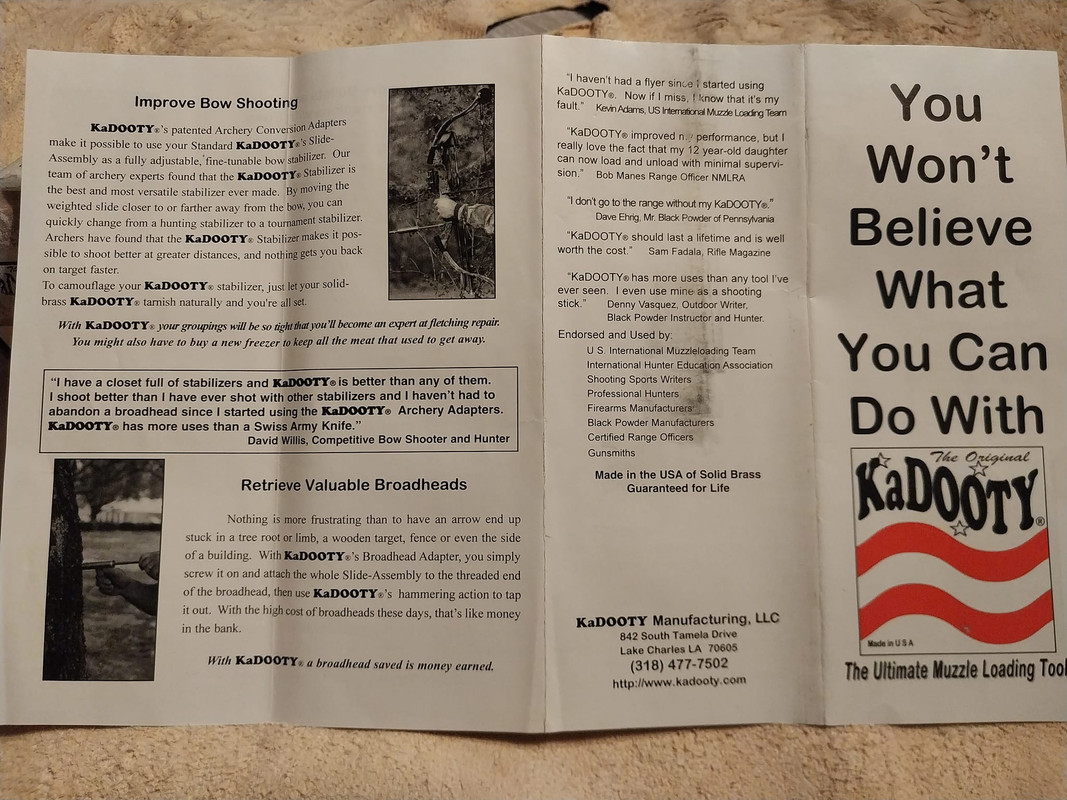 Improve Bow Shooting
KaDOOTY®'s patented Archery Conversion Adapters
make it possible to use your Standard KaDOOTY®'s Slide-
Assembly as a fully adjustable, fine-tunable bow stabilizer. Our
team of archery experts found that the KaDOOTY® Stabilizer is
the best and most versatile stabilizer ever made. By moving the
weighted slide closer to or farther away from the bow, you can
quickly change from a hunting stabilizer to a tournament stabilizer.
Archers have found that the KaDOOTY® Stabilizer makes it pos-
sible to shoot better at greater distances, and nothing gets you back
on target faster.
To camouflage your KaDOOTY® stabilizer, just let your solid-
brass KaDOOTY® tarnish naturally and you're all set.
With KaDOOTY® your groupings will be so tight that you'll become an expert at fletching repair.
You might also have to buy a new freezer to keep all the meat that used to get away.
"I have a closet full of stabilizers and KaDOOTY® is better than any of them.
I shoot better than I have ever shot with other stabilizers and I haven't had to
abandon a broadhead since I started using the KaDOOTY® Archery Adapters.
KaDOOTY® has more uses than a Swiss Army Knife."
David Willis, Competitive Bow Shooter and Hunter
Retrieve Valuable Broadheads
Nothing is more frustrating than to have an arrow end up
stuck in a tree root or limb, a wooden target, fence or even the side
of a building. With KaDOOTY®'s Broadhead Adapter, you simply
screw it on and attach the whole Slide-Assembly to the threaded end
of the broadhead, then use KaDOOTY®'s hammering action to tap
it out. With the high cost of broadheads these days, that's like money
in the bank.
With KaDOOTY® a broadhead saved is money earned.
"I haven't had a flyer since I started using
KaDOOTY®. Now if I miss, I know that it's my
fault." Kevin Adams, US International Muzzle Loading Team
"KaDOOTY® improved performance, but I
really love the fact that my 12 year-old daughter
can now load and unload with minimal supervi-
sion." Bob Manes Range Officer NMLRA
"I don't go to the range without my KaDOOTY®."
Dave Ehrig, Mr. Black Powder of Pennsylvania
"KaDOOTY® should last a lifetime and is well
worth the cost." Sam Fadala, Rifle Magazine
"KaDOOTY® has more uses than any tool I've
ever seen. I even use mine as a shooting
stick." Denny Vasquez, Outdoor Writer,
Black Powder Instructor and Hunter.
Endorsed and Used by:
U S. International Muzzleloading Team
International Hunter Education Association
Shooting Sports Writers
Professional Hunters
Firearms Manufacturers
Black Powder Manufacturers
Certified Range Officers
Gunsmiths
Made in the USA of Solid Brass
Guaranteed for Life
KaDOOTY Manufacturing, LLC
842 South Tamela Drive
Lake Charles LA 70605
(318) 477-7502
http://www.kadooty.com
You
Won't
Believe
What
You Can
Do With
The Original
KaDOOTY®
Made in U S A
The Ultimate Muzzle Loading Tool